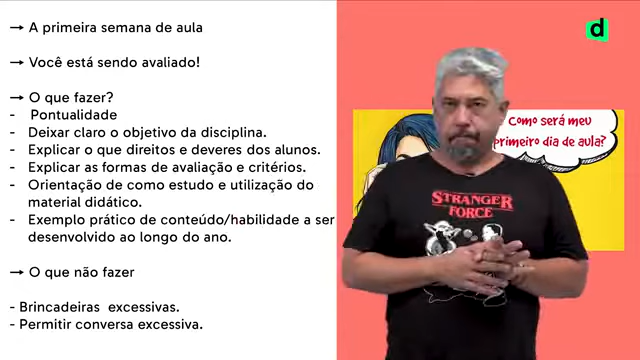 → A primeira semana de aula
→ Você está sendo avaliado!
→ O que fazer?
- Pontualidade
- Deixar claro o objetivo da disciplina.
- Explicar o que direitos e deveres dos alunos.
- Explicar as formas de avaliação e critérios.
- Orientação de como estudo e utilização do
material didático.
- Exemplo prático de conteúdo/habilidade a ser
desenvolvido ao longo do ano.
→ O que não fazer
- Brincadeiras excessivas.
- Permitir conversa excessiva.
d
Como será meu
primeiro dia de aula?
STRANGER
FORCE